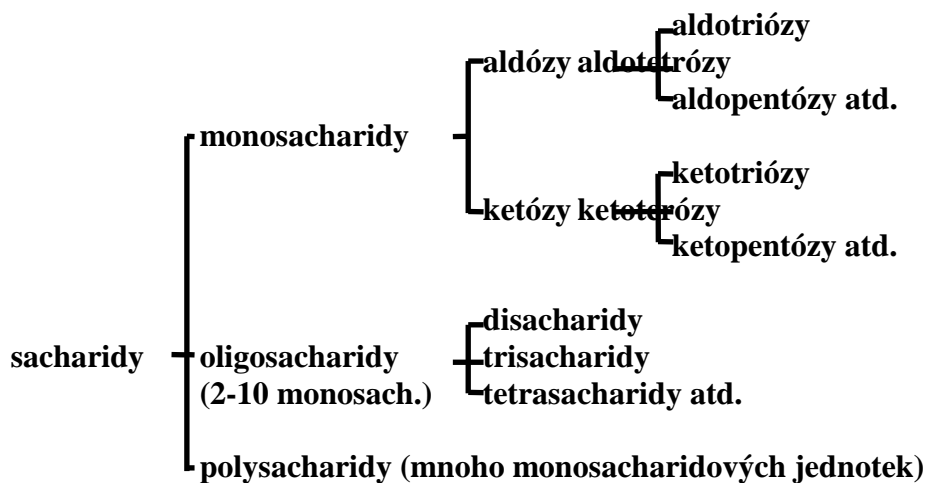 aldotriózy
aldózy aldotetrózy
aldopentózy atd.
monosacharidy
ketotriózy
ketózy ketoterózy
ketopentózy atd.
disacharidy
sacharidy oligosacharidy trisacharidy
(2-10 monosach.) tetrasacharidy atd.
polysacharidy (mnoho monosacharidových jednotek)